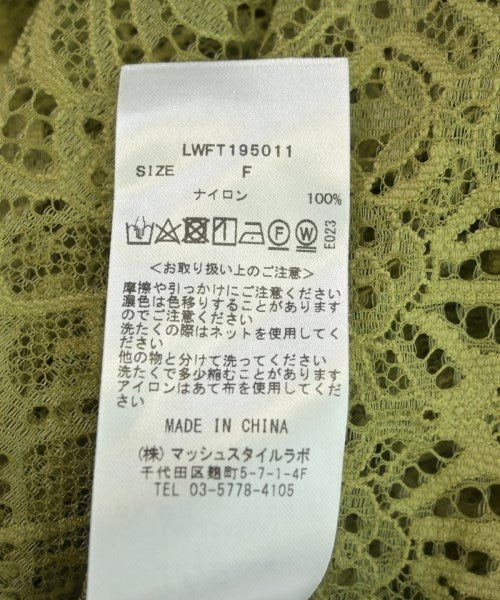 LWFT195011
SIZE F
ナイロン 100%
F W E023
<お取り扱い上のご注意>
摩擦や引っかけにご注意ください
濃色は色移りすることがあります
のでご注意ください
洗たくの際はネットを使用してく
ださい
他の物と分けて洗ってください
洗たくで多少縮むことがあります
アイロンはあて布を使用してくだ
さい
MADE IN CHINA
(株) マッシュスタイルラボ
千代田区麹町5-7-1-4F
TEL 03-5778-4105